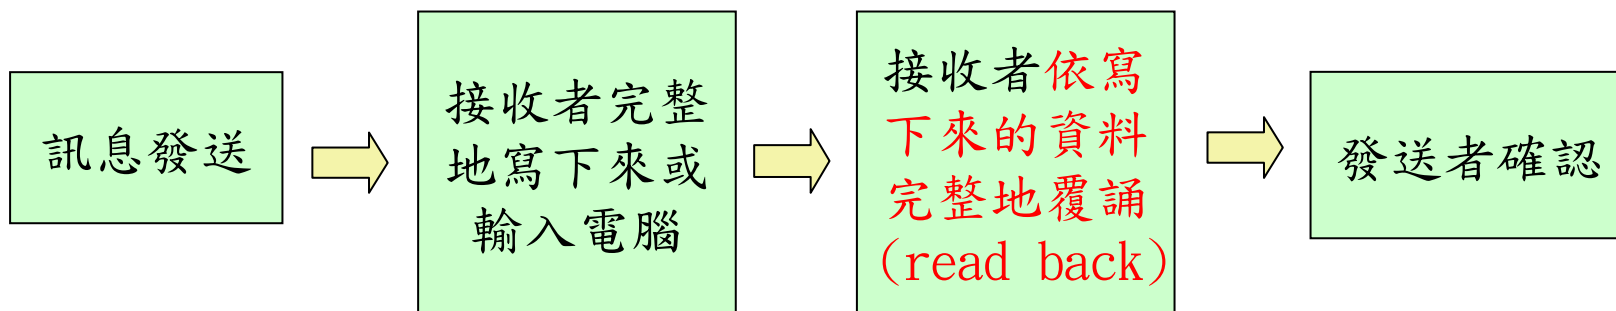 訊息發送
接收者完整
地寫下來或
輸入電腦
接收者依寫
下來的資料
完整地覆誦
(read back)
發送者確認